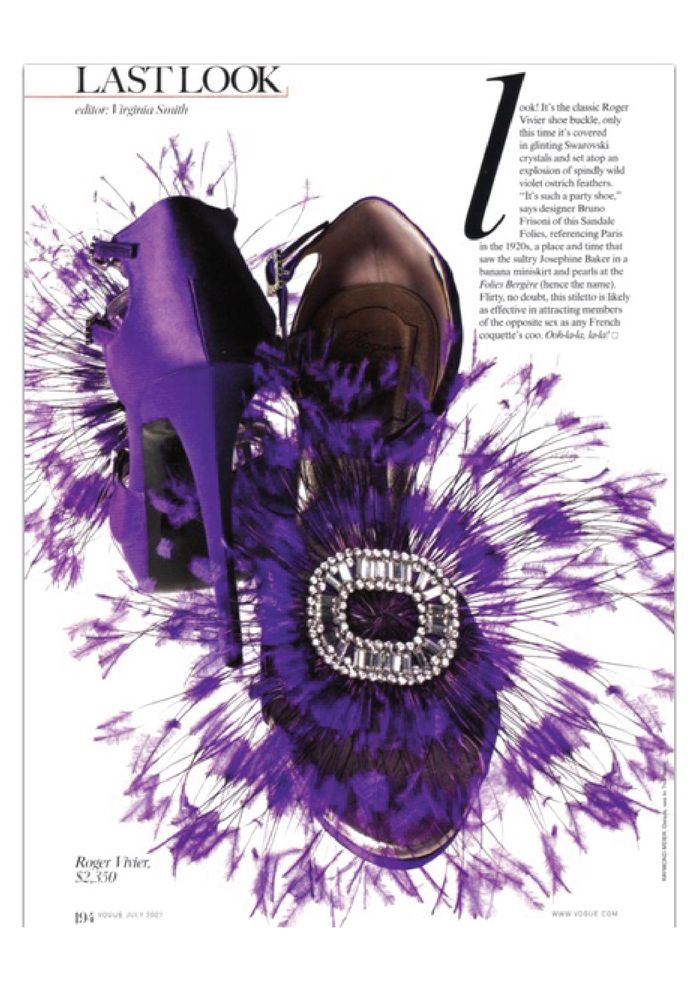 LAST LOOK
editor: Virginia Smith
look! It's the classic Roger
Vivier shoe buckle, only
this time it's covered
in glinting Swarovski
crystals and set atop an
explosion of spindly wild
violet ostrich feathers.
"It's such a party shoe,"
says designer Bruno
Frisoni of this Sandale
Folies, referencing Paris
in the 1920s, a place and time that
saw the sultry Josephine Baker in a
banana miniskirt and pearls at the
Folies Bergère (hence the name).
Flirty, no doubt, this stiletto is likely
as effective in attracting members
of the opposite sex as any French
coquette's coo. Ooh-la-la, la-la! □
Roger Vivier,
$2,350
194 VOGUE JULY 2007
WWW.VOGUE.COM
RAYMOND MEIER. Details, see In